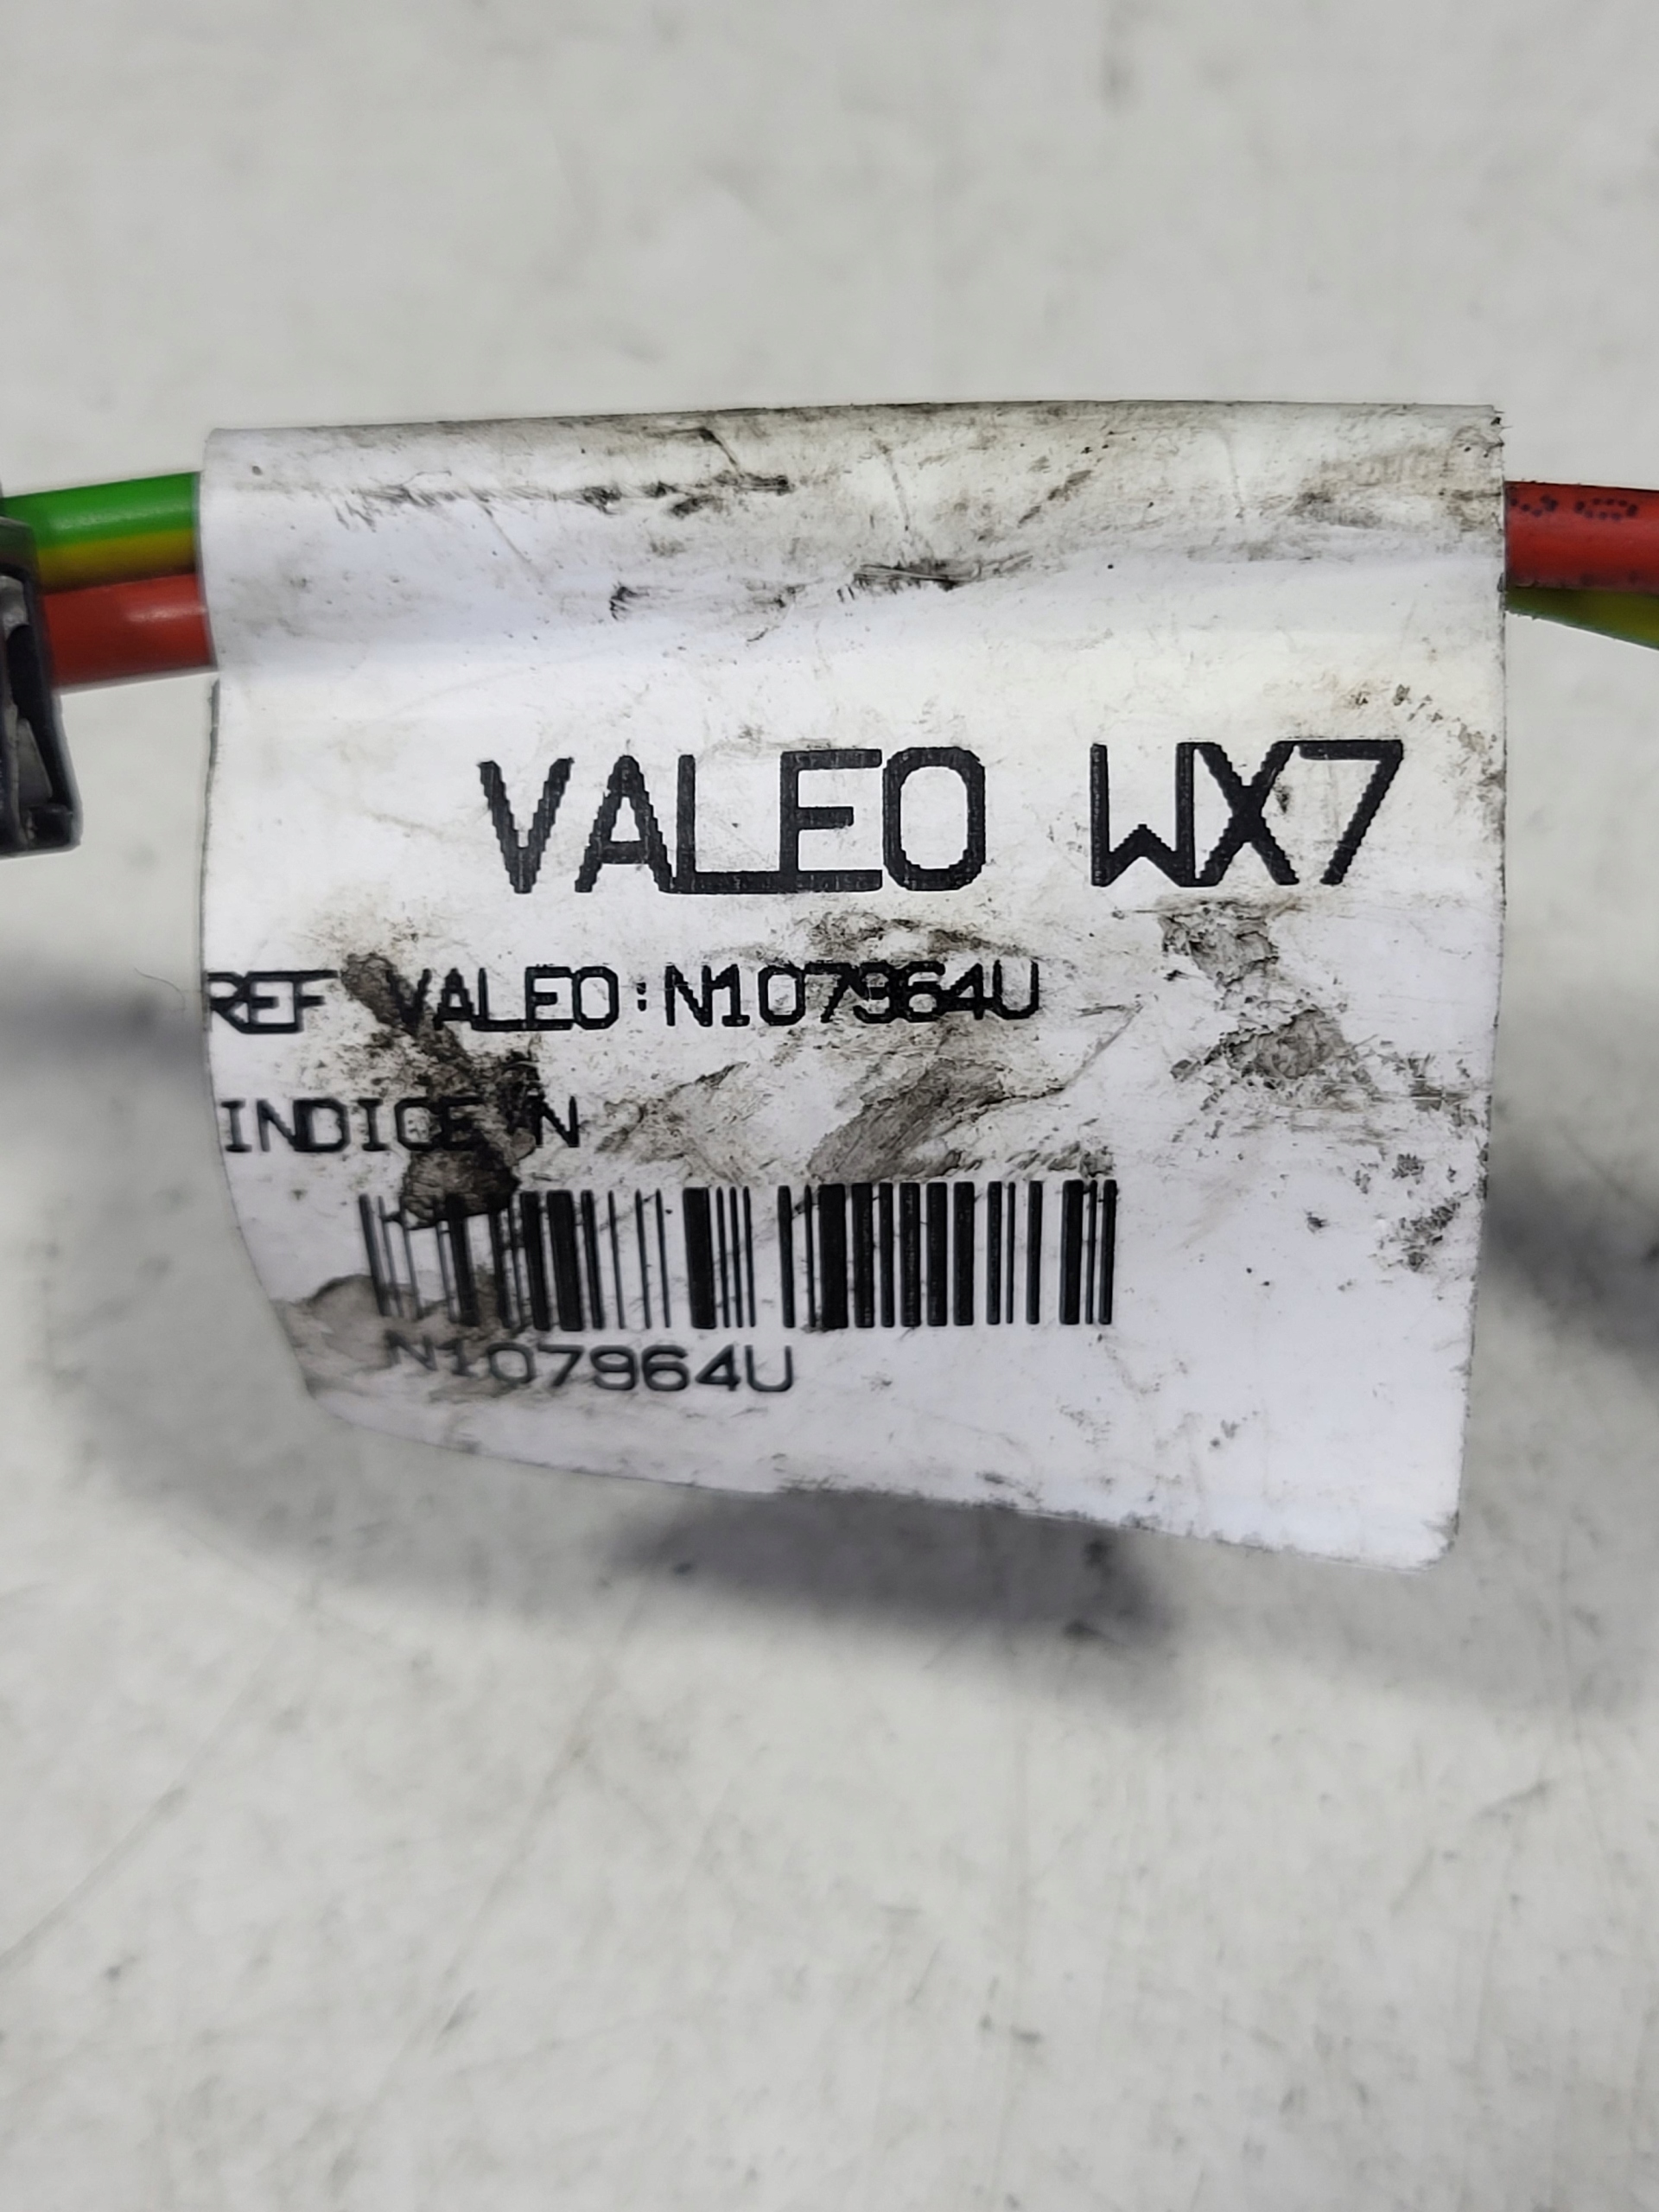 VALEO WX7
REF VALEO:N107964U
INDICE N
N107964U